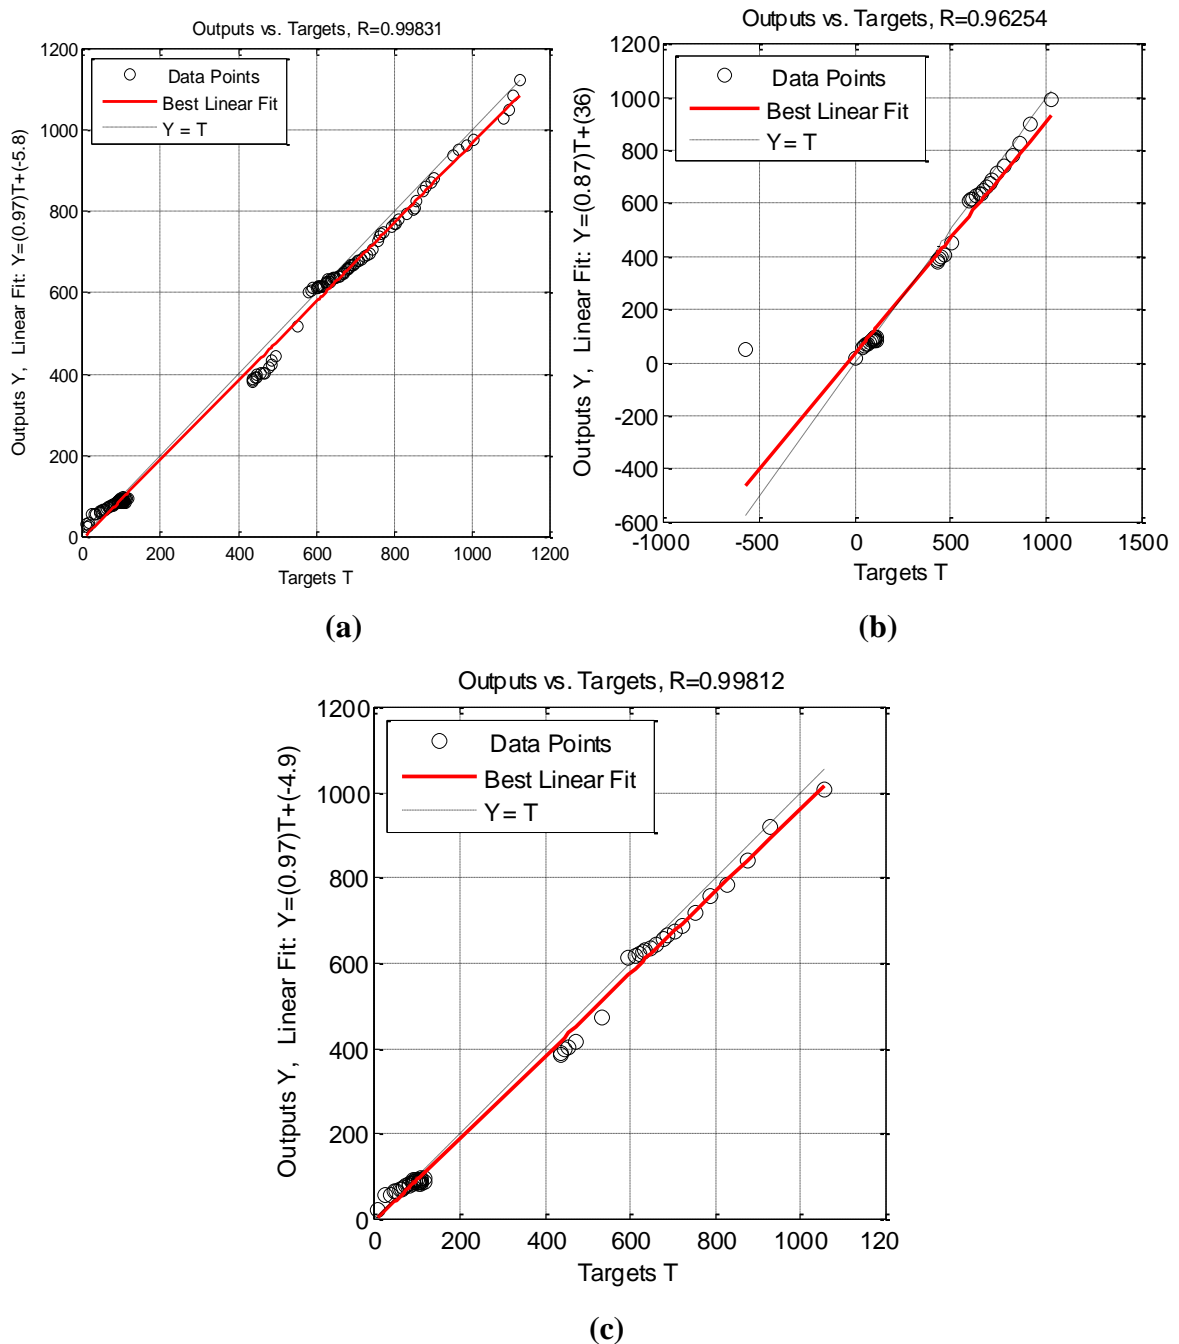 Outputs vs. Targets, R=0.99831
1200
1000
800
600
400
200
0
Data Points
Best Linear Fit
Y = T
Outputs Y, Linear Fit: Y=(0.97)T+(-5.8)
0 200 400 600 800 1000 1200
Targets T
(a)
Outputs vs. Targets, R=0.96254
1200
1000
800
600
400
200
0
-200
-400
-600
Data Points
Best Linear Fit
Y = T
Outputs Y, Linear Fit: Y=(0.87)T+(36)
-1000 -500 0 500 1000 1500
Targets T
(b)
Outputs vs. Targets, R=0.99812
1200
1000
800
600
400
200
0
Data Points
Best Linear Fit
Y = T
Outputs Y, Linear Fit: Y=(0.97)T+(-4.9)
0 200 400 600 800 1000 120
Targets T
(c)